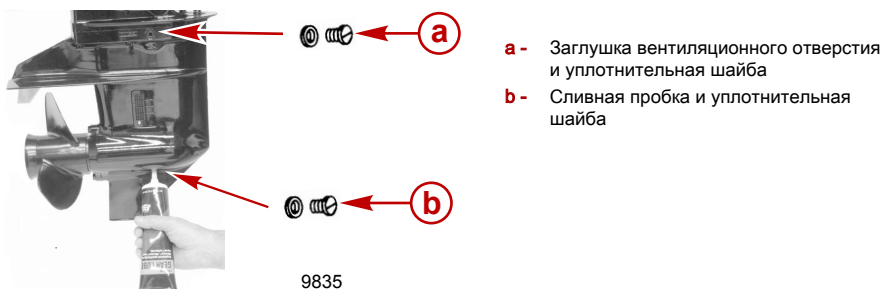 a
b
9835
a - Заглушка вентиляционного отверстия
и уплотнительная шайба
b - Сливная пробка и уплотнительная
шайба